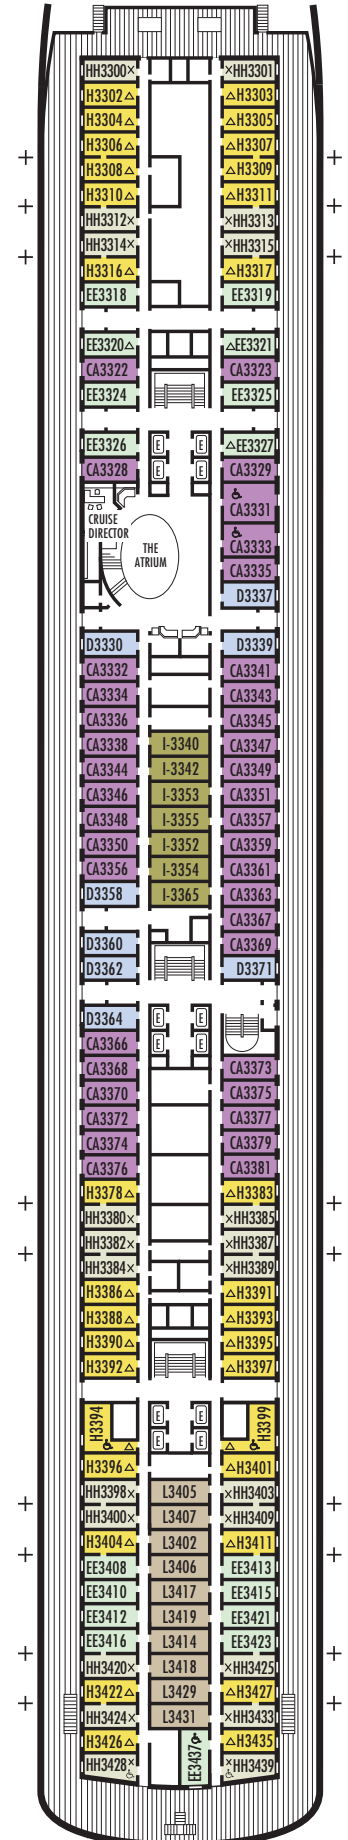 HH3300× ×HH3301
H3302△ △H3303
H3304△ △H3305
H3306△ △H3307
H3308△ △H3309
H3310△ △H3311
HH3312× ×HH3313
HH3314× ×HH3315
H3316△ △H3317
EE3318 EE3319
EE3320△ △EE3321
CA3322 CA3323
EE3324 EE3325
EE3326 E E △EE3327
CA3328 E E CA3329
CA3331
CRUISE
DIRECTOR
THE
ATRIUM
CA3333
CA3335
D3337
D3330 D3339
CA3332 CA3341
CA3334 CA3343
CA3336 CA3345
CA3338 I-3340 CA3347
CA3344 I-3342 CA3349
CA3346 I-3353 CA3351
CA3348 I-3355 CA3357
CA3350 I-3352 CA3359
CA3356 I-3354 CA3361
D3358 I-3365 CA3363
CA3367
D3360 CA3369
D3362 D3371
D3364 E E
CA3366 E E
CA3368 CA3373
CA3370 CA3375
CA3372 CA3377
CA3374 CA3379
CA3376 CA3381
H3378△ △H3383
HH3380× ×HH3385
HH3382× ×HH3387
HH3384× ×HH3389
H3386△ △H3391
H3388△ △H3393
H3390△ △H3395
H3392△ △H3397
H3394△ E E △H3399
E E
H3396△ △H3401
HH3398× L3405 ×HH3403
HH3400× L3407 ×HH3409
H3404△ L3402 △H3411
EE3408 L3406 EE3413
EE3410 L3417 EE3415
EE3412 L3419 EE3421
EE3416 L3414 EE3423
HH3420× L3418 ×HH3425
H3422△ L3429 △H3427
HH3424× L3431 ×HH3433
H3426△ △H3435
HH3428× EE3437 ×HH3439